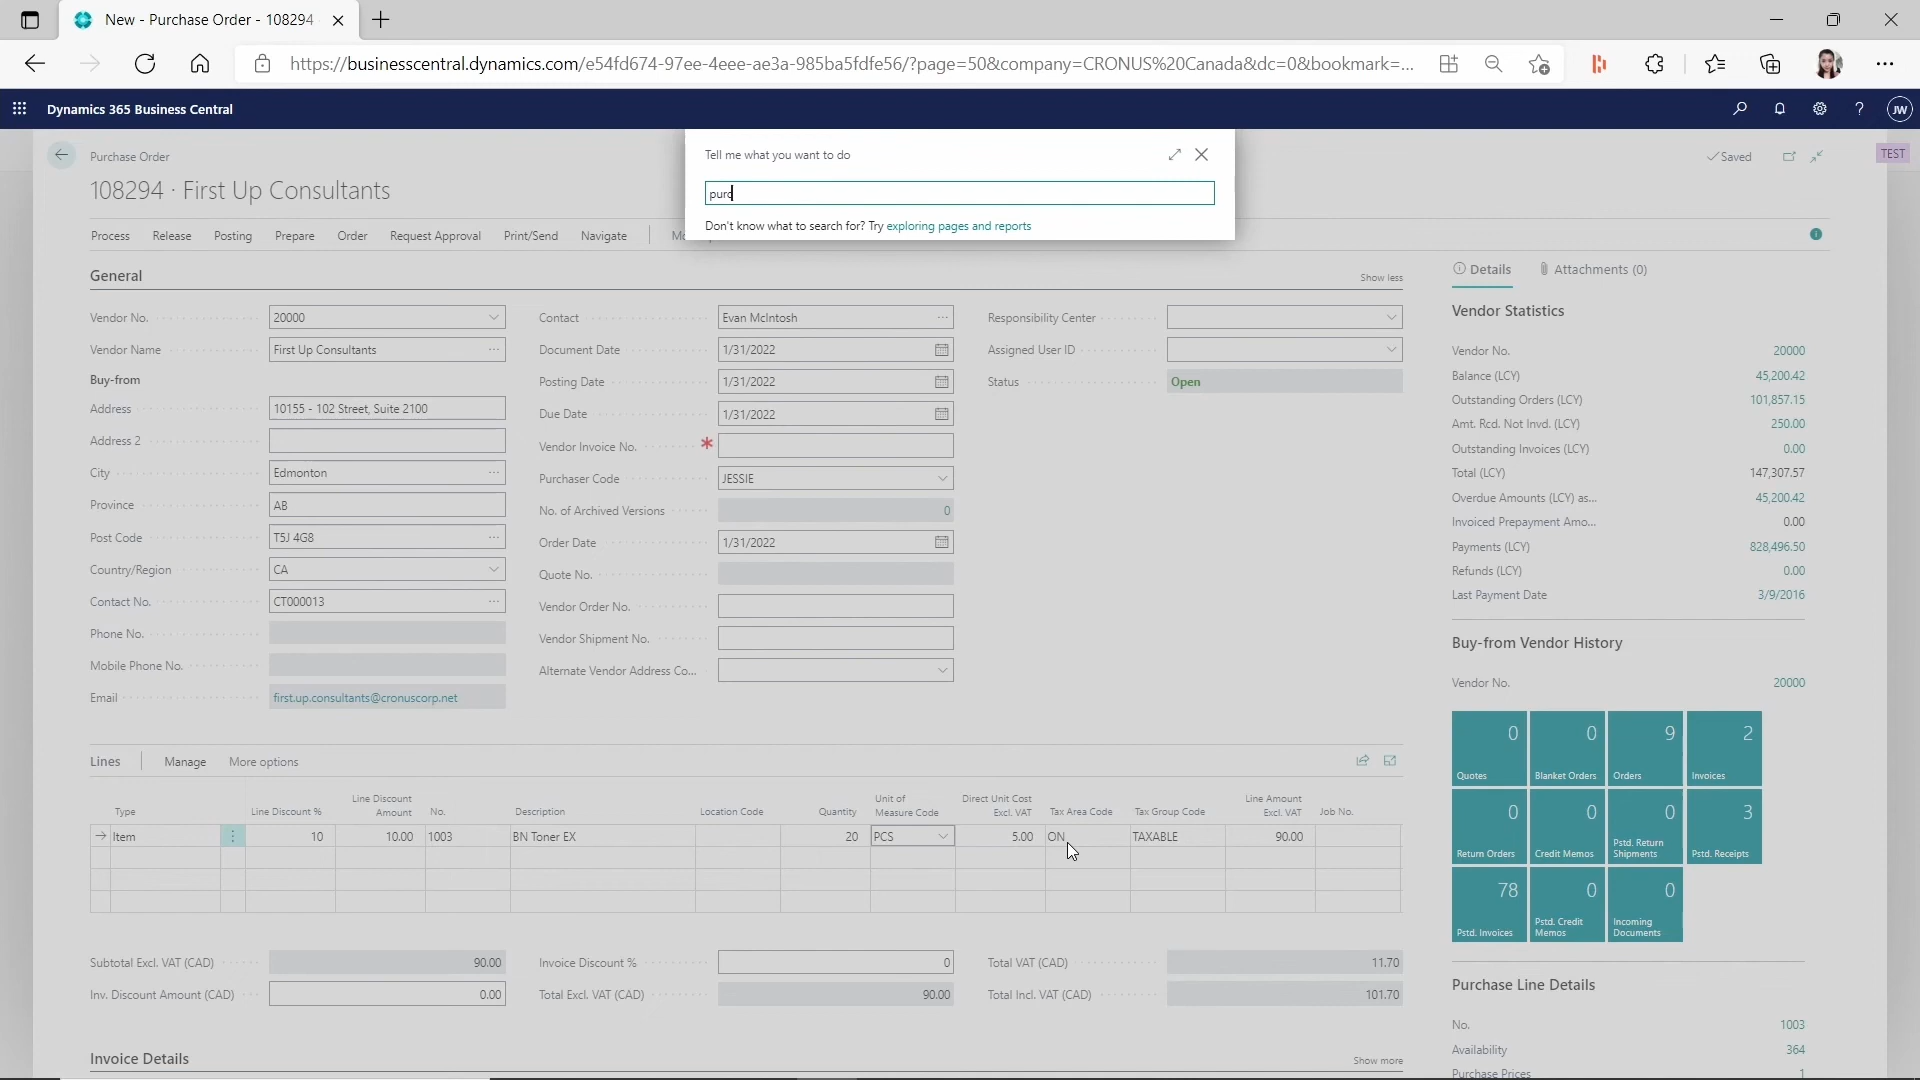 New - Purchase Order - 108294
https://businesscentral.dynamics.com/e54fd674-97ee-4eee-ae3a-985ba5fdfe56/?page=50&company=CRONUS%20Canada&dc=0&bookmark=...
Dynamics 365 Business Central
JW
Tell me what you want to do
purc
Don't know what to search for? Try exploring pages and reports
Purchase Order
Saved
TEST
108294 · First Up Consultants
Process Release Posting Prepare Order Request Approval Print/Send Navigate
General
Show less
Vendor No. 20000
Vendor Name First Up Consultants
Buy-from
Address 10155 - 102 Street, Suite 2100
Address 2
City Edmonton
Province AB
Post Code T5J 4G8
Country/Region CA
Contact No. CT000013
Phone No.
Mobile Phone No.
Email first.up.consultants@cronuscorp.net
Contact Evan McIntosh
Document Date 1/31/2022
Posting Date 1/31/2022
Due Date 1/31/2022
Vendor Invoice No. *
Purchaser Code JESSIE
No. of Archived Versions 0
Order Date 1/31/2022
Quote No.
Vendor Order No.
Vendor Shipment No.
Alternate Vendor Address Co...
Responsibility Center
Assigned User ID
Status Open
Lines Manage More options
Type Line Discount % Line Discount Amount No. Description Location Code Quantity Unit of Measure Code Direct Unit Cost Excl. VAT Tax Area Code Tax Group Code Line Amount Excl. VAT Job No.
Item 10 10.00 1003 BN Toner EX 20 PCS 5.00 ON TAXABLE 90.00
Subtotal Excl. VAT (CAD) 90.00
Inv. Discount Amount (CAD) 0.00
Invoice Discount % 0
Total Excl. VAT (CAD) 90.00
Total VAT (CAD) 11.70
Total Incl. VAT (CAD) 101.70
Invoice Details
Show more
Details Attachments (0)
Vendor Statistics
Vendor No. 20000
Balance (LCY) 45,200.42
Outstanding Orders (LCY) 101,857.15
Amt. Rcd. Not Invd. (LCY) 250.00
Outstanding Invoices (LCY) 0.00
Total (LCY) 147,307.57
Overdue Amounts (LCY) as... 45,200.42
Invoiced Prepayment Amo... 0.00
Payments (LCY) 828,496.50
Refunds (LCY) 0.00
Last Payment Date 3/9/2016
Buy-from Vendor History
Vendor No. 20000
0 Quotes
0 Blanket Orders
9 Orders
2 Invoices
0 Return Orders
0 Credit Memos
0 Pstd. Return Shipments
3 Pstd. Receipts
78 Pstd. Invoices
0 Pstd. Credit Memos
0 Incoming Documents
Purchase Line Details
No. 1003
Availability 364
Purchase Prices 1